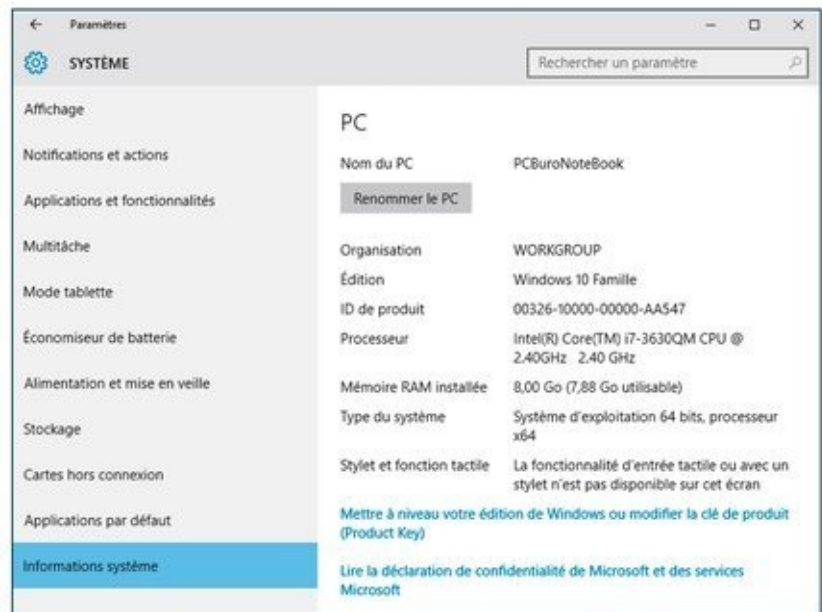 Paramètres
SYSTÈME
Rechercher un paramètre
Affichage
Notifications et actions
Applications et fonctionnalités
Multitâche
Mode tablette
Économiseur de batterie
Alimentation et mise en veille
Stockage
Cartes hors connexion
Applications par défaut
Informations système
PC
Nom du PC PCBuroNoteBook
Renommer le PC
Organisation WORKGROUP
Édition Windows 10 Famille
ID de produit 00326-10000-00000-AA547
Processeur Intel(R) Core(TM) i7-3630QM CPU @
2.40GHz 2.40 GHz
Mémoire RAM installée 8,00 Go (7,88 Go utilisable)
Type du système Système d'exploitation 64 bits, processeur
x64
Stylet et fonction tactile La fonctionnalité d'entrée tactile ou avec un
stylet n'est pas disponible sur cet écran
Mettre à niveau votre édition de Windows ou modifier la clé de produit
(Product Key)
Lire la déclaration de confidentialité de Microsoft et des services
Microsoft